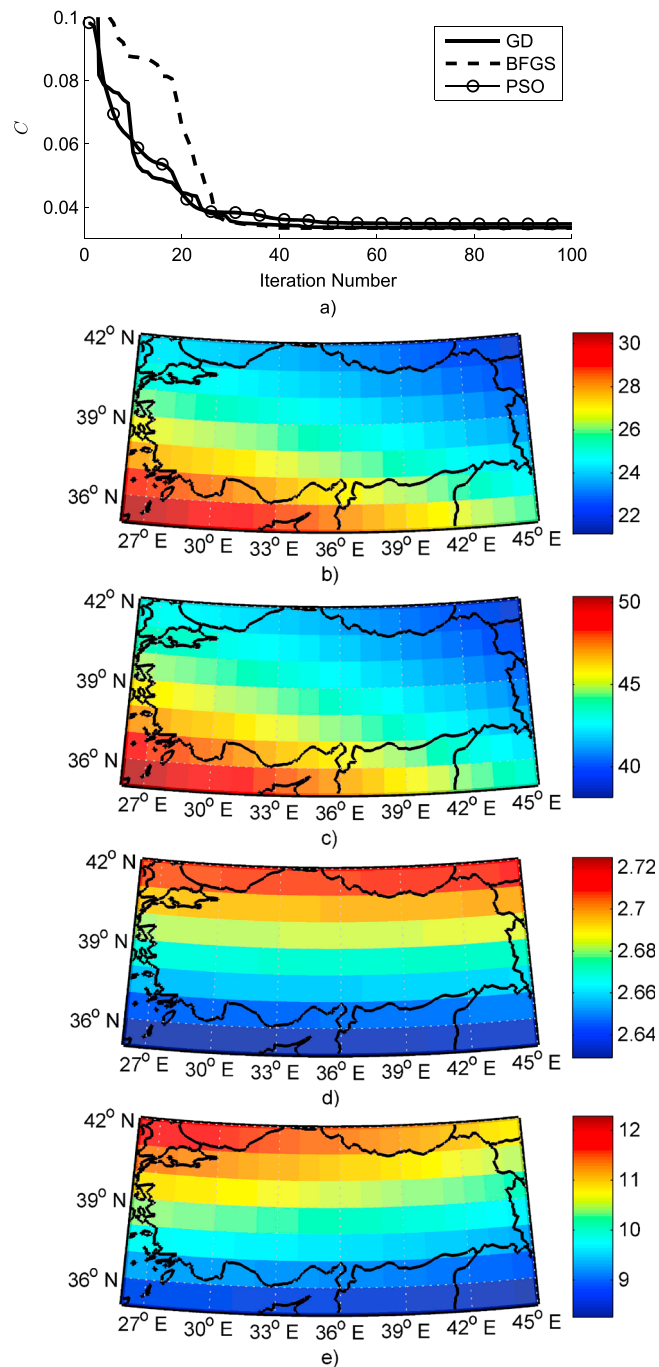 0.1
0.08
0.06
0.04
C
GD
BFGS
PSO
0 20 40 60 80 100
Iteration Number
a)
42° N
39° N
36° N
27° E 30° E 33° E 36° E 39° E 42° E 45° E
30
28
26
24
22
b)
42° N
39° N
36° N
27° E 30° E 33° E 36° E 39° E 42° E 45° E
50
45
40
c)
42° N
39° N
36° N
27° E 30° E 33° E 36° E 39° E 42° E 45° E
2.72
2.7
2.68
2.66
2.64
d)
42° N
39° N
36° N
27° E 30° E 33° E 36° E 39° E 42° E 45° E
12
11
10
9
e)